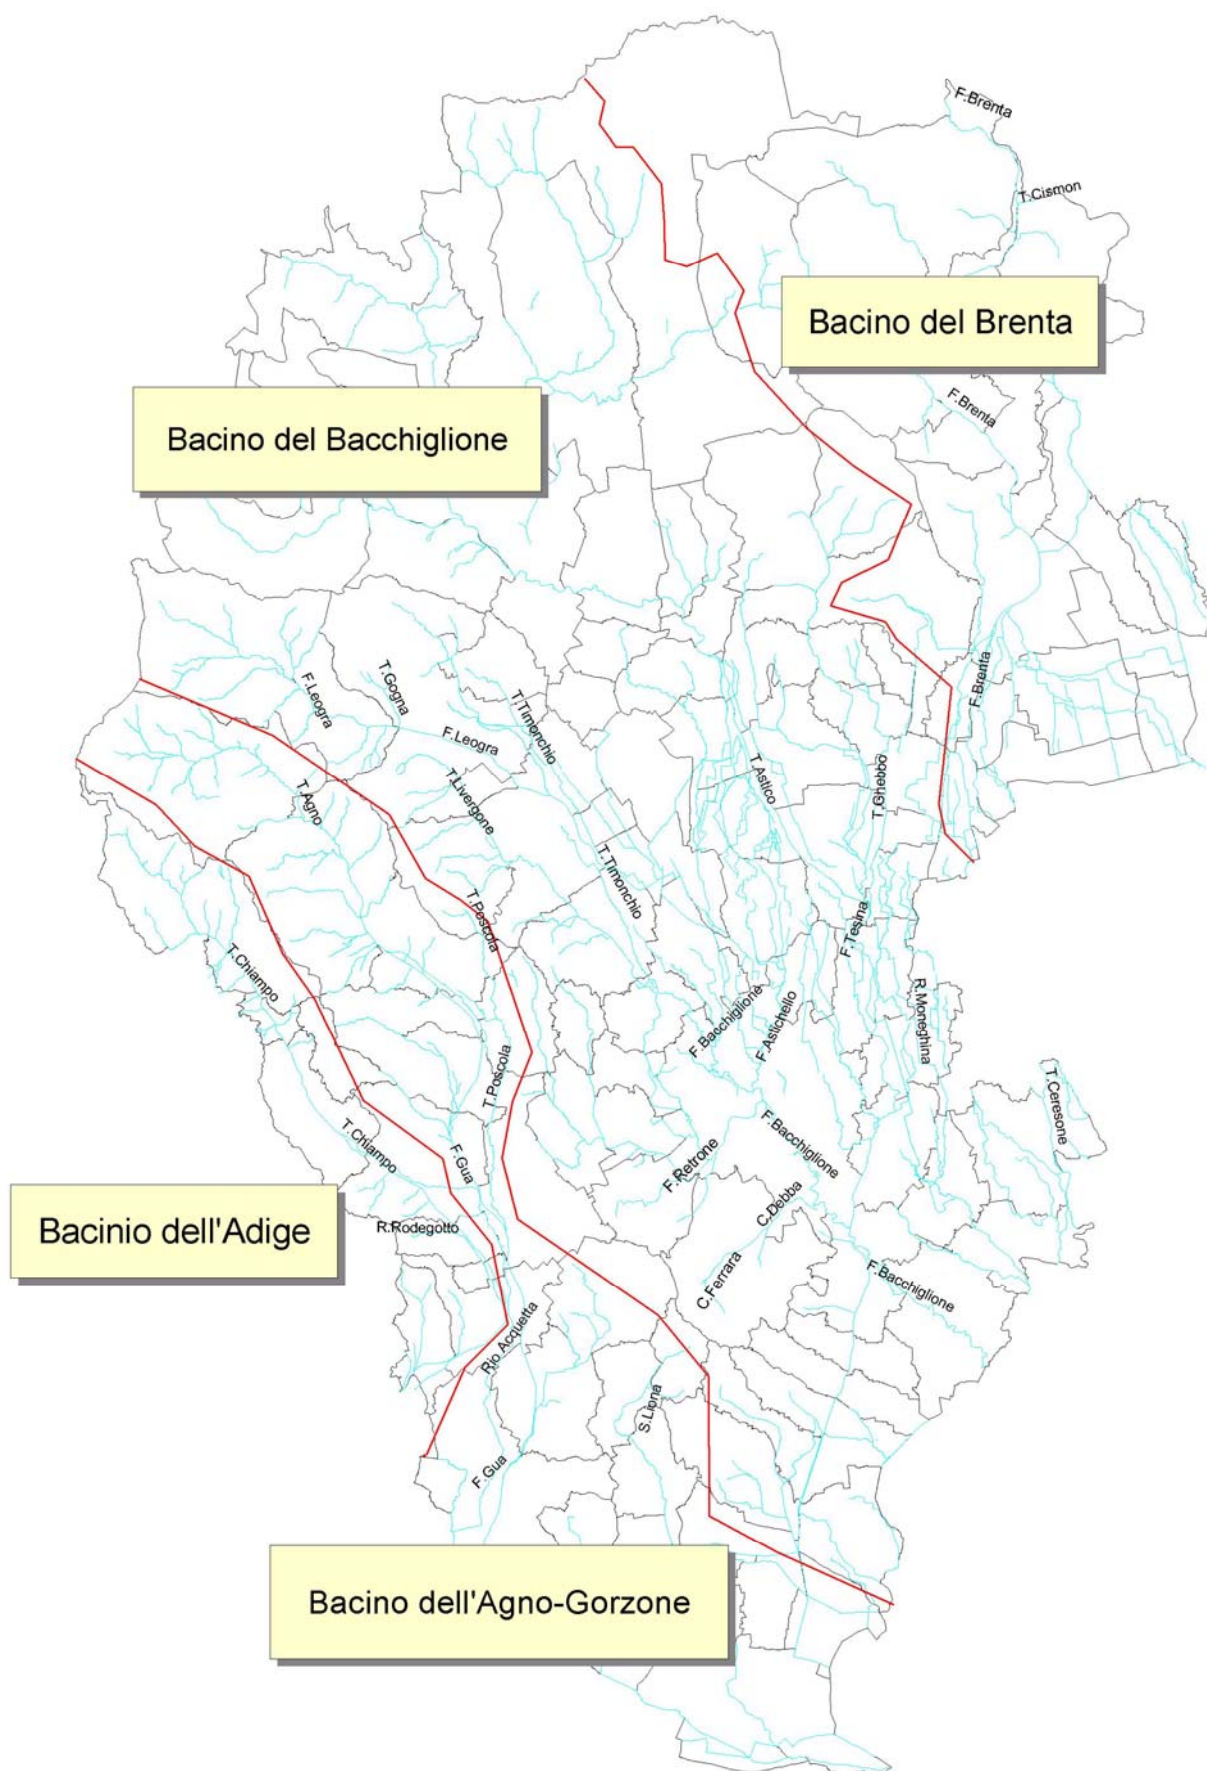 F.Brenta
T.Cismon
Bacino del Brenta
F.Brenta
Bacino del Bacchiglione
F.Leogra
T.Gogna
T.Timonchio
F.Brenta
F.Leogra
T.Livergone
T.Agno
T.Astico
T.Ghebbo
T.Timonchio
T.Poscola
F.Tesina
T.Chiampo
F.Bacchiglione
F.Astichello
R.Moneghina
T.Poscola
T.Ceresone
T.Chiampo
F.Gua
F.Retrone
F.Bacchiglione
C.Debba
Bacinio dell'Adige
R.Rodegotto
C.Ferrara
F.Bacchiglione
Rio Acquetta
S.Liona
F.Gua
Bacino dell'Agno-Gorzone